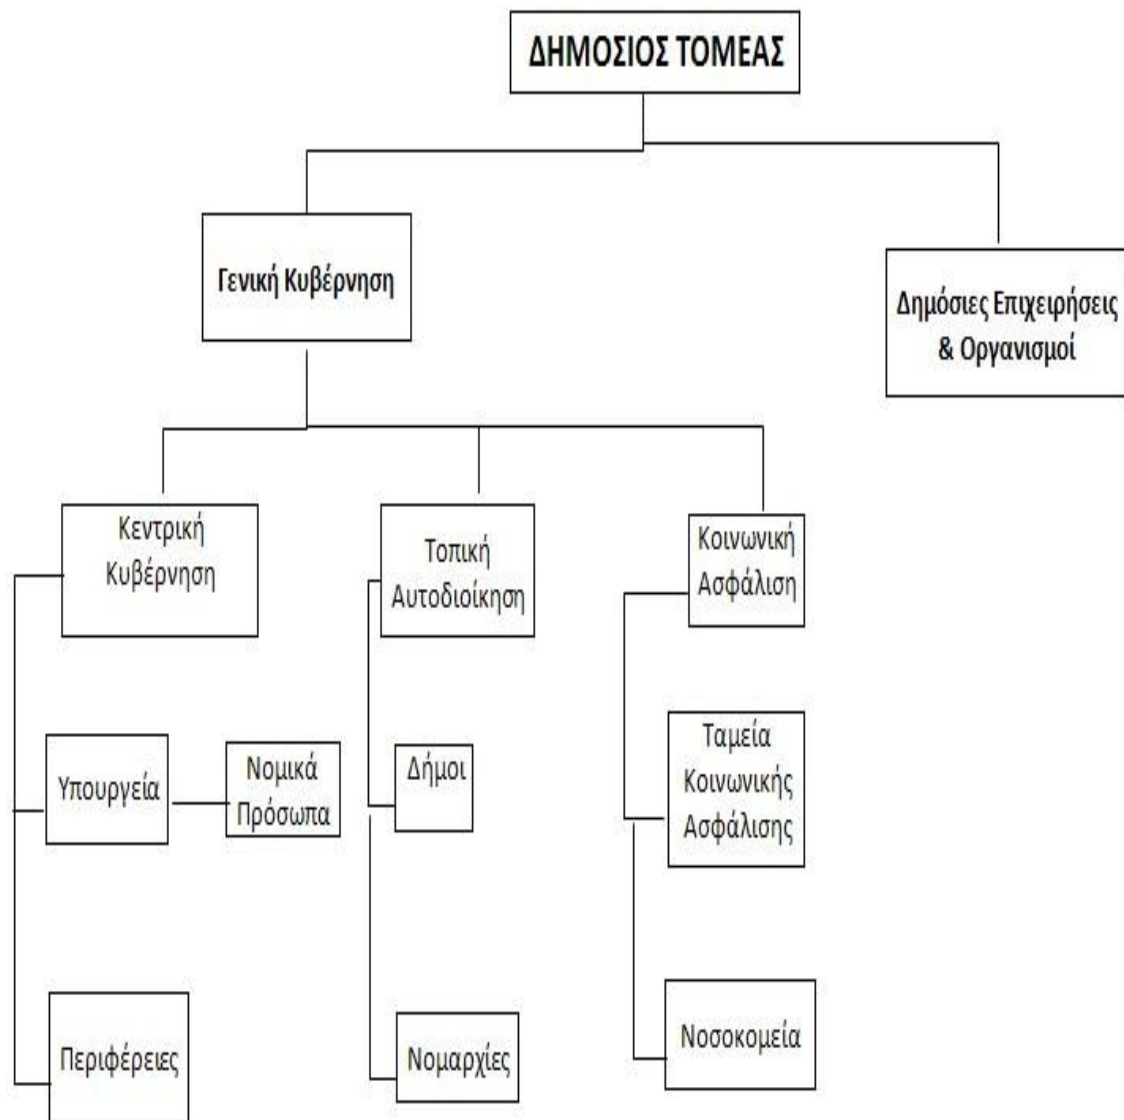 ΔΗΜΟΣΙΟΣ ΤΟΜΕΑΣ
Γενική Κυβέρνηση
Δημόσιες Επιχειρήσεις
& Οργανισμοί
Κεντρική
Κυβέρνηση
Τοπική
Αυτοδιοίκηση
Κοινωνική
Ασφάλιση
Υπουργεία
Νομικά
Πρόσωπα
Δήμοι
Ταμεία
Κοινωνικής
Ασφάλισης
Περιφέρειες
Νομαρχίες
Νοσοκομεία